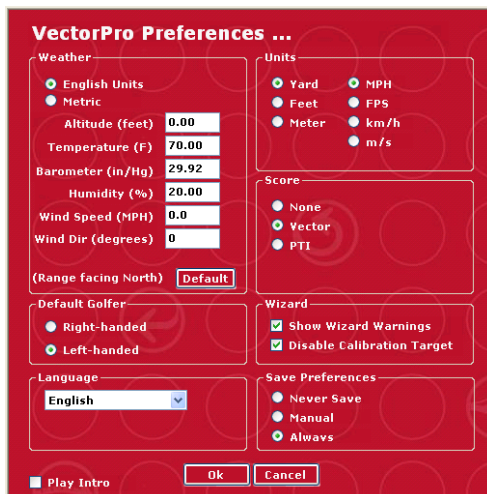 VectorPro Preferences ...
Weather
English Units
Metric
Altitude (feet) 0.00
Temperature (F) 70.00
Barometer (in/Hg) 29.92
Humidity (%) 20.00
Wind Speed (MPH) 0.0
Wind Dir (degrees) 0
(Range facing North) Default
Units
Yard MPH
Feet FPS
Meter km/h
m/s
Score
None
Vector
PTI
Default Golfer
Right-handed
Left-handed
Wizard
Show Wizard Warnings
Disable Calibration Target
Language
English
Save Preferences
Never Save
Manual
Always
Play Intro
Ok Cancel